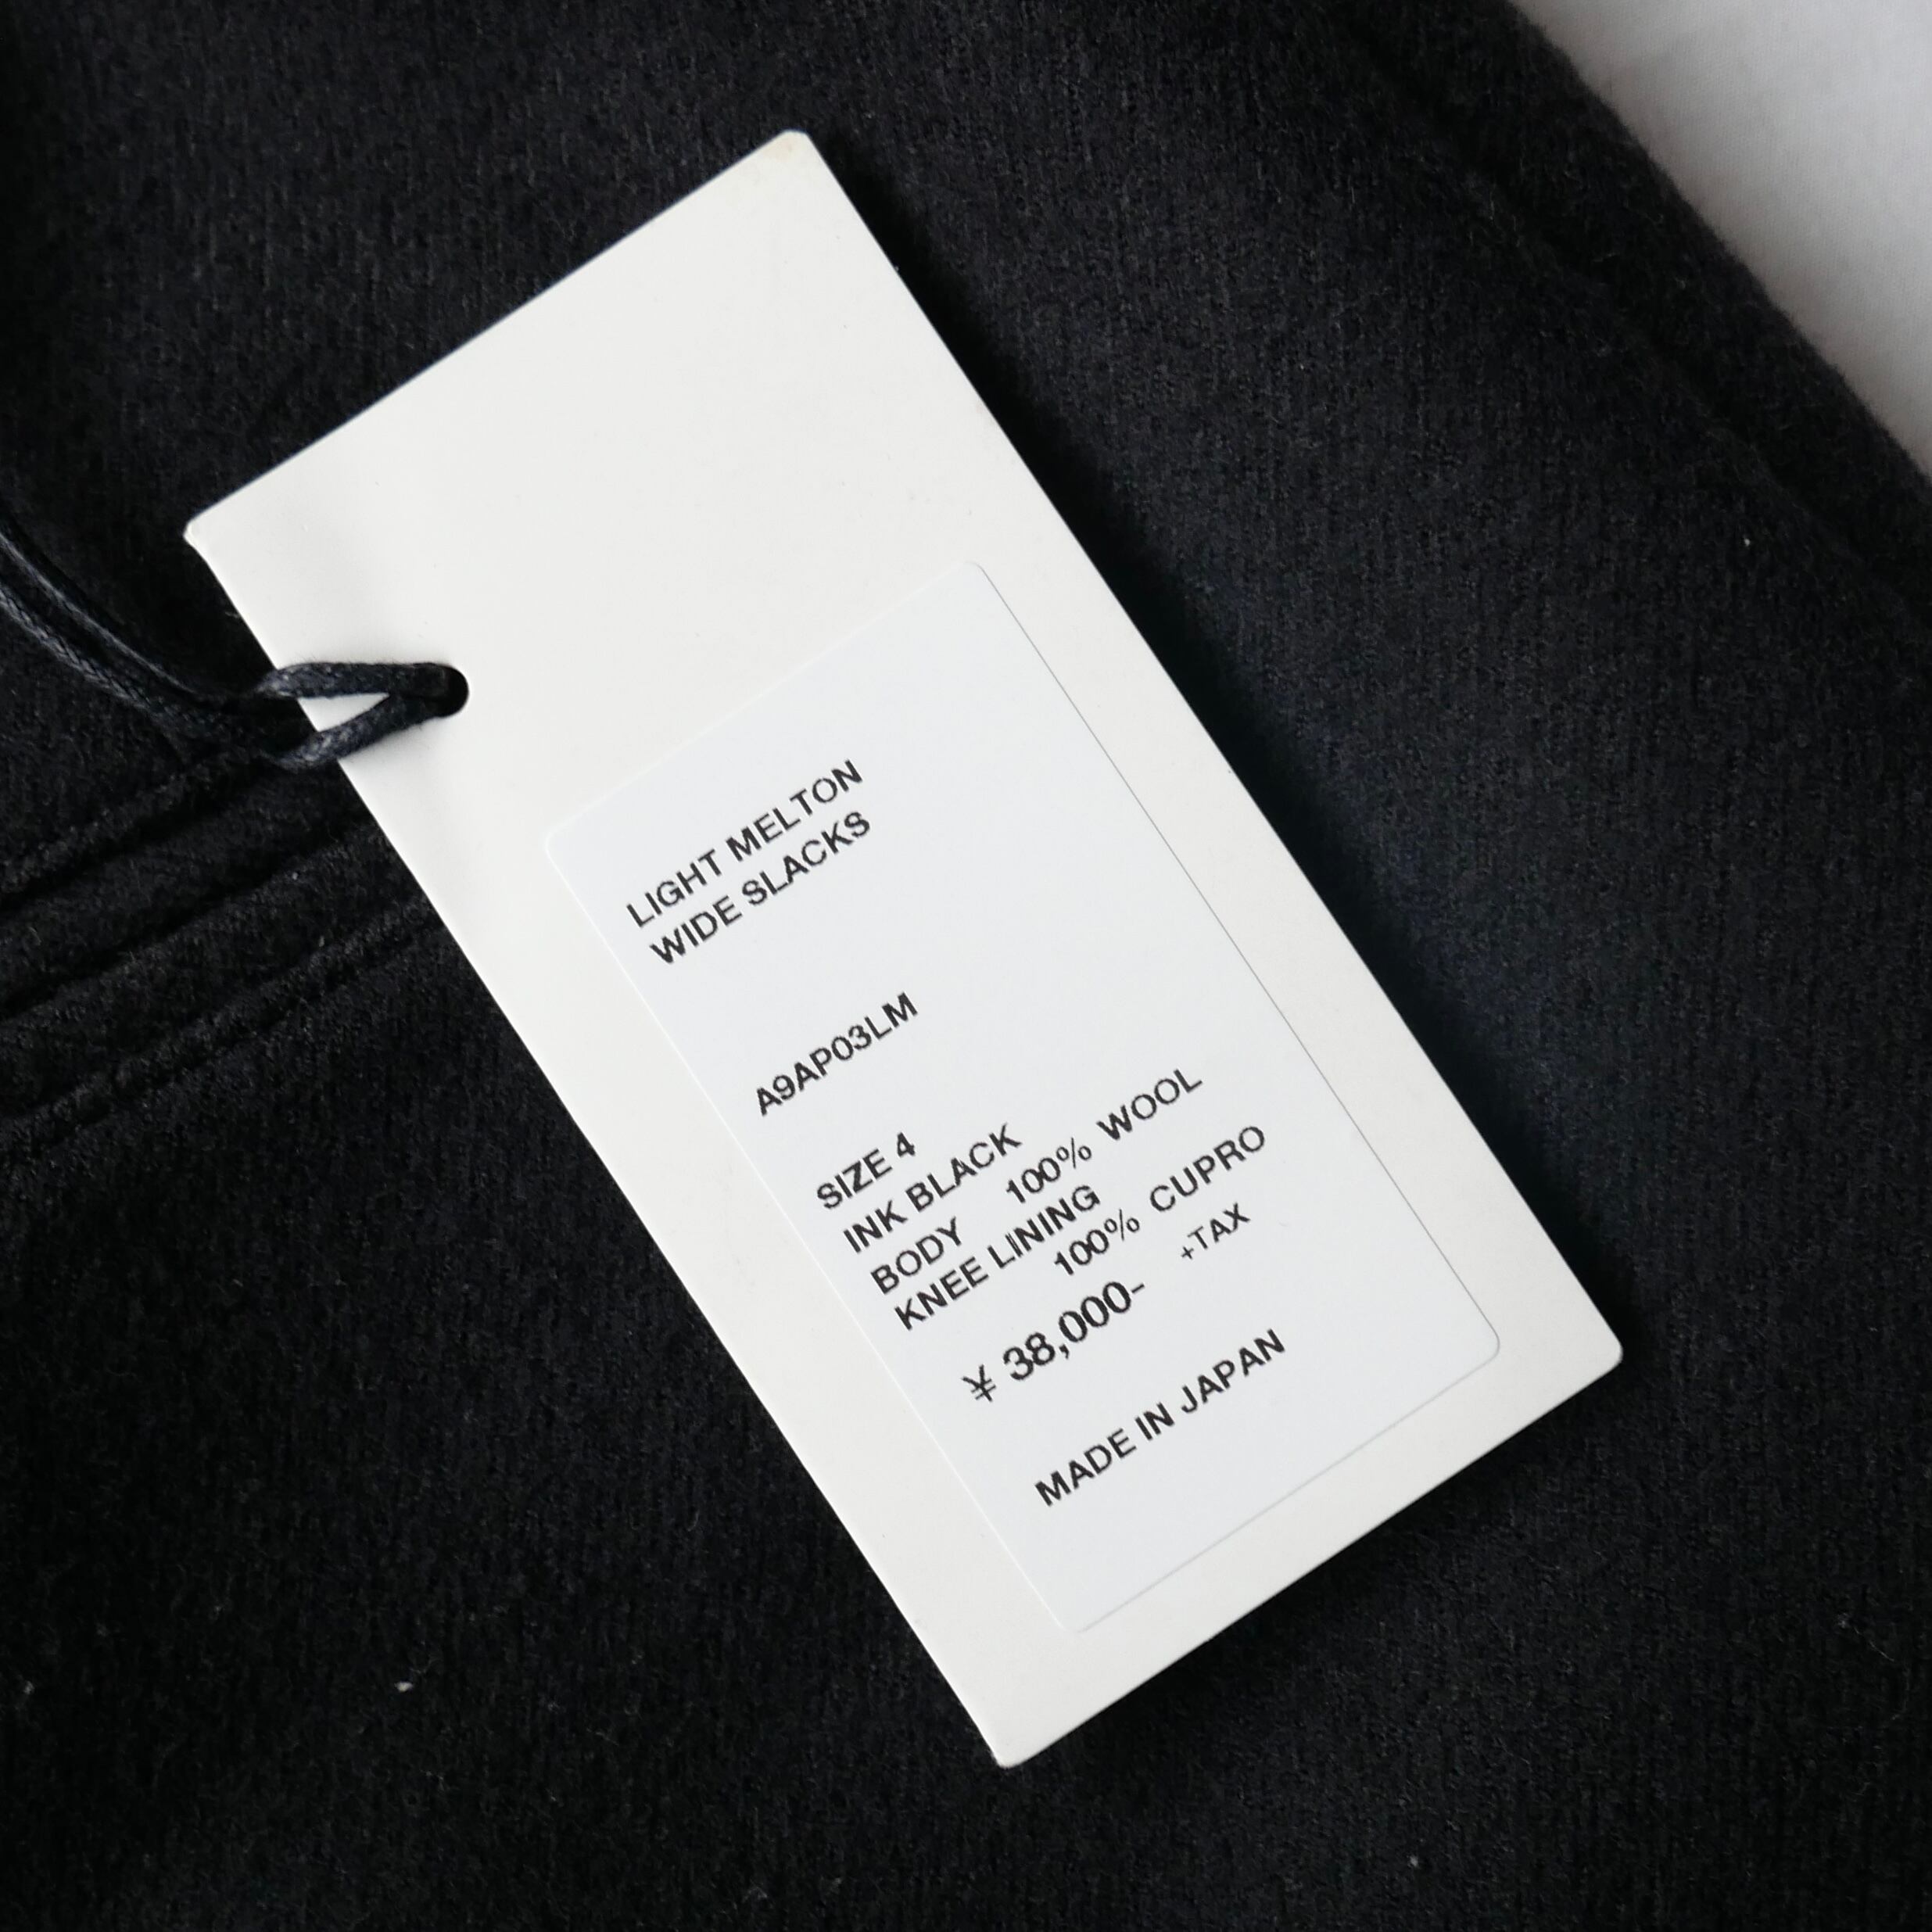 LIGHT MELTON
WIDE SLACKS
A9AP03LM
SIZE 4
INK BLACK
BODY 100% WOOL
KNEE LINING
100% CUPRO
¥ 38,000- +TAX
MADE IN JAPAN